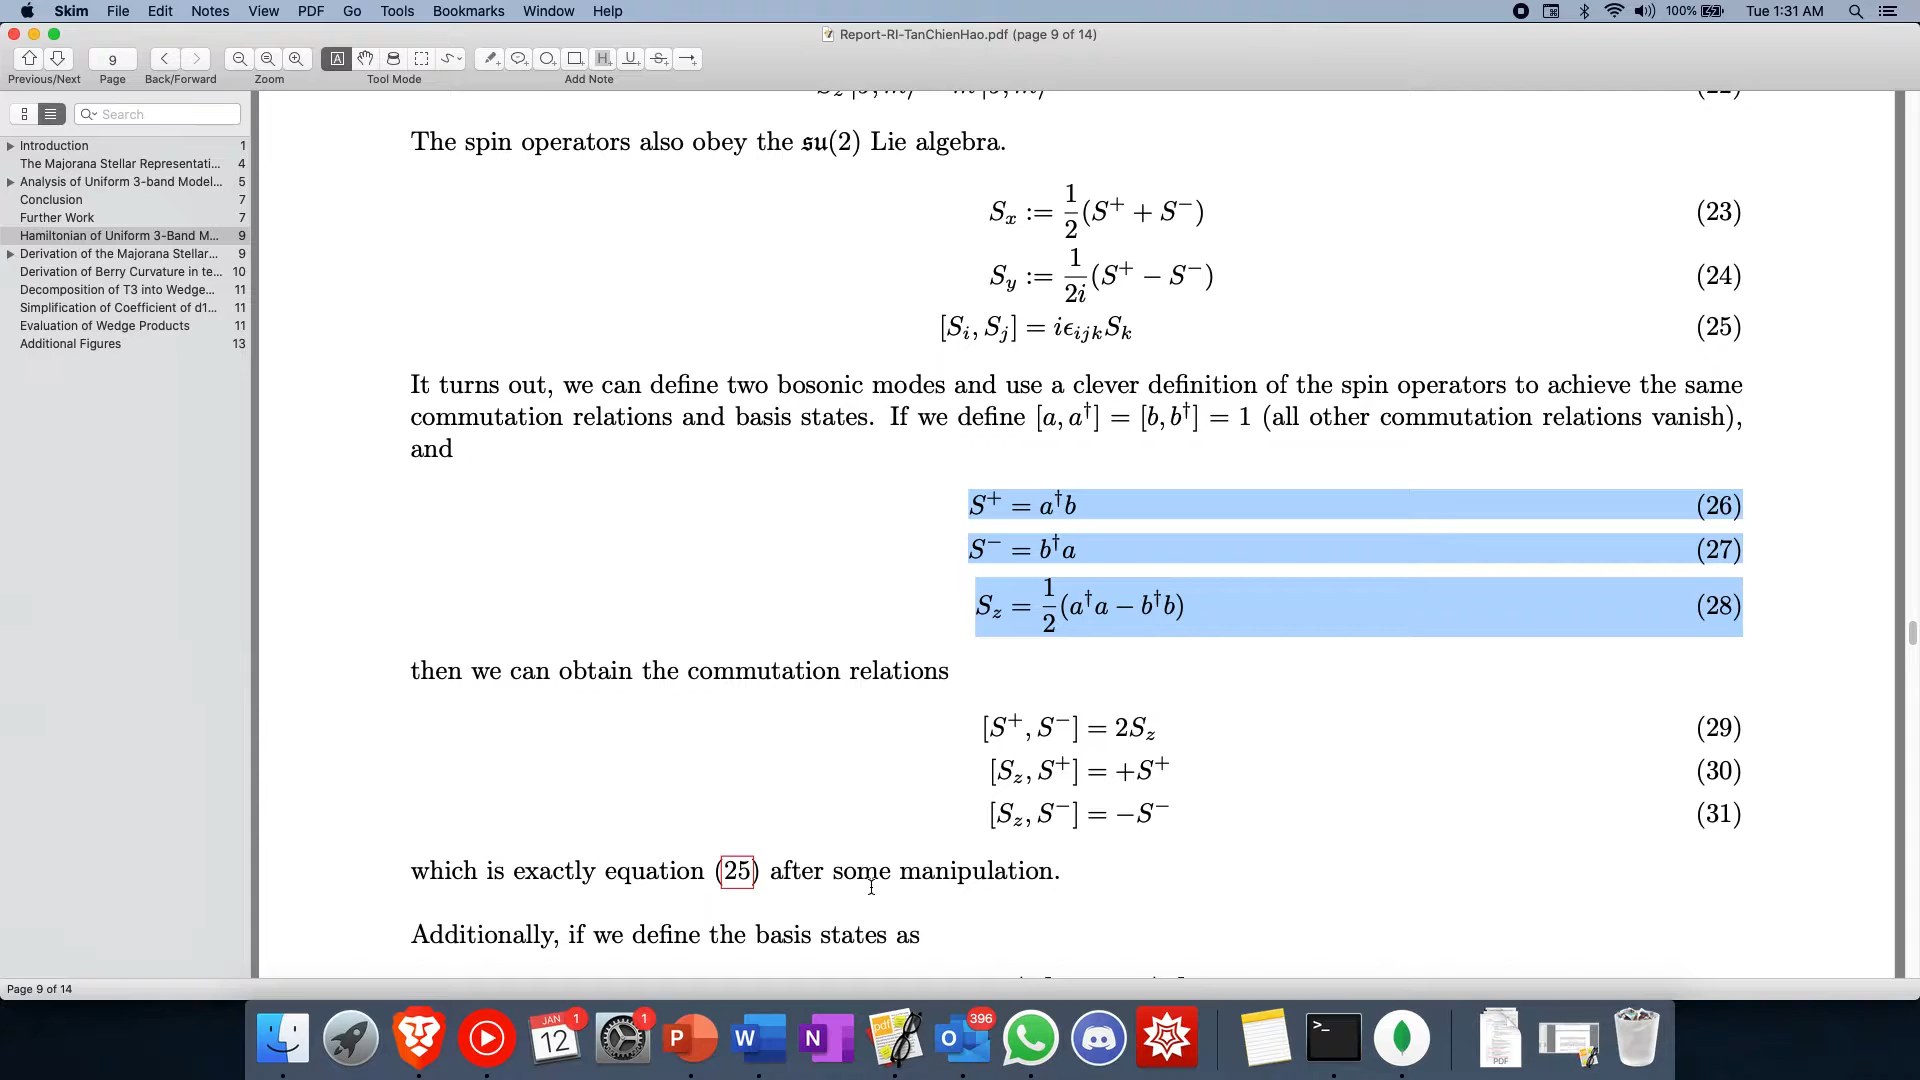 Skim File Edit Notes View PDF Go Tools Bookmarks Window Help 100% Tue 1:31 AM
Report-RI-TanChienHao.pdf (page 9 of 14)
9
Previous/Next Page Back/Forward Zoom Tool Mode Add Note
Search
Introduction 1
The Majorana Stellar Representati... 4
Analysis of Uniform 3-band Model... 5
Conclusion 7
Further Work 7
Hamiltonian of Uniform 3-Band M... 9
Derivation of the Majorana Stellar... 9
Derivation of Berry Curvature in te... 10
Decomposition of T3 into Wedge... 11
Simplification of Coefficient of d1... 11
Evaluation of Wedge Products 11
Additional Figures 13
The spin operators also obey the 𝔰𝔲(2) Lie algebra.
Sₓ := 1/2 (S⁺ + S⁻) (23)
S_y := 1/2i (S⁺ − S⁻) (24)
[S_i, S_j] = iϵ_ijk S_k (25)
It turns out, we can define two bosonic modes and use a clever definition of the spin operators to achieve the same
commutation relations and basis states. If we define [a, a†] = [b, b†] = 1 (all other commutation relations vanish),
and
S⁺ = a†b (26)
S⁻ = b†a (27)
S_z = 1/2 (a†a − b†b) (28)
then we can obtain the commutation relations
[S⁺, S⁻] = 2S_z (29)
[S_z, S⁺] = +S⁺ (30)
[S_z, S⁻] = −S⁻ (31)
which is exactly equation (25) after some manipulation.
Additionally, if we define the basis states as
Page 9 of 14
JAN 12
1
1
396